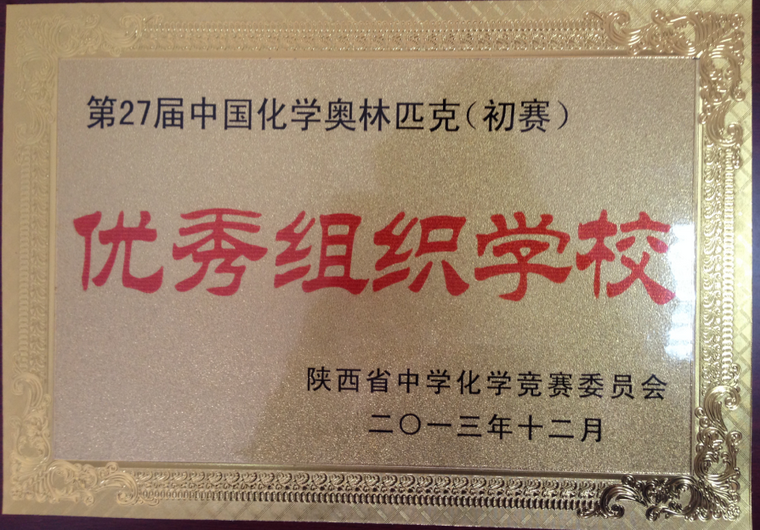 第27届中国化学奥林匹克(初赛)
优秀组织学校
陕西省中学化学竞赛委员会
二〇一三年十二月